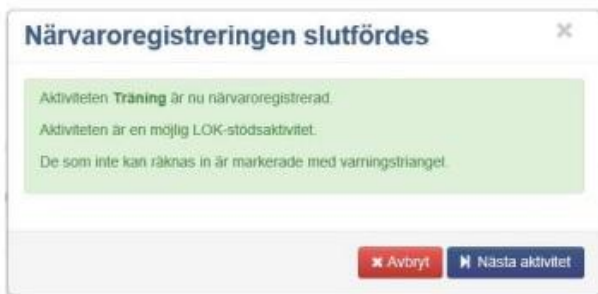 Närvaroregistreringen slutfördes
Aktiviteten Träning är nu närvaroregistrerad.
Aktiviteten är en möjlig LOK-stödsaktivitet.
De som inte kan räknas in är markerade med varningstrianget.
Avbryt
Nästa aktivitet